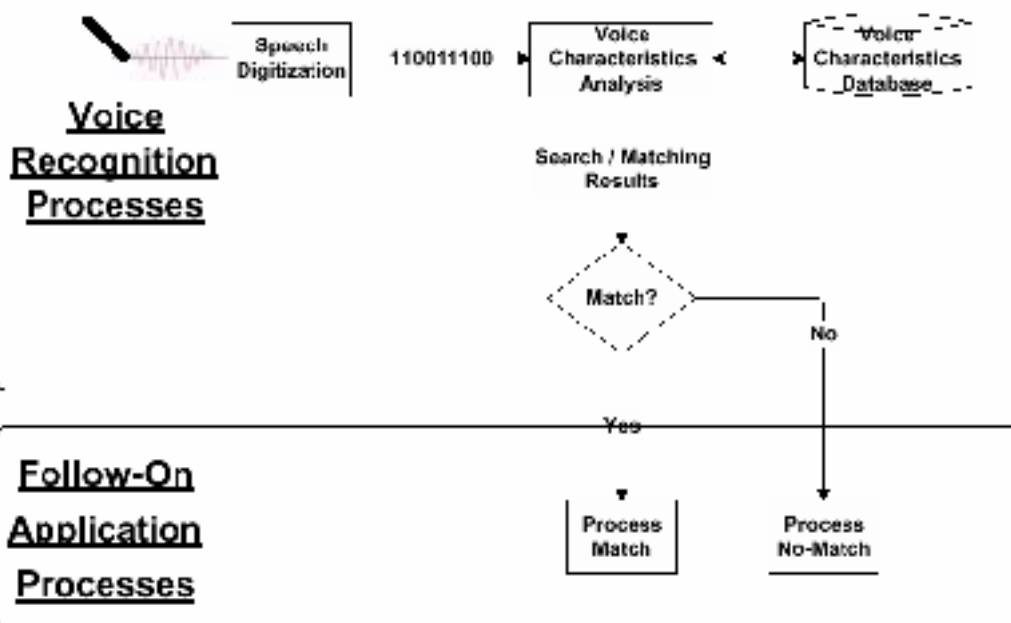 Speech
Digitization
110011100
Voice
Characteristics
Analysis
Voice
Characteristics
Database
Voice
Recognition
Processes
Search / Matching
Results
Match?
No
Yes
Follow-On
Application
Processes
Process
Match
Process
No-Match